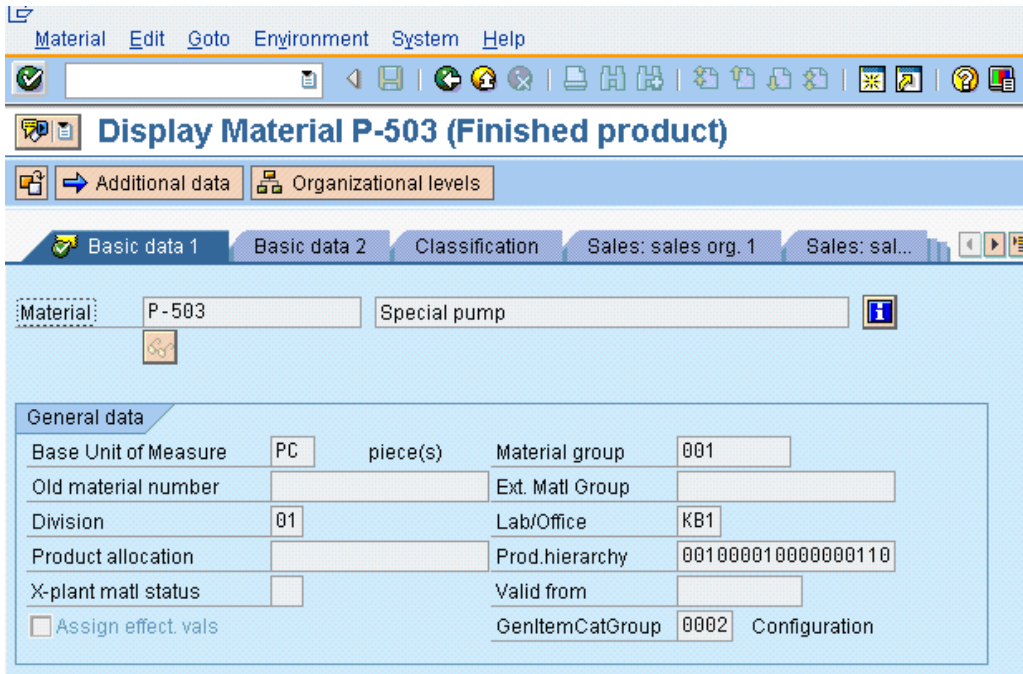 Material Edit Goto Environment System Help
Display Material P-503 (Finished product)
Additional data Organizational levels
Basic data 1 Basic data 2 Classification Sales: sales org. 1 Sales: sal...
Material P-503 Special pump
General data
Base Unit of Measure PC piece(s) Material group 001
Old material number Ext. Matl Group
Division 01 Lab/Office KB1
Product allocation Prod.hierarchy 001000010000000110
X-plant matl status Valid from
Assign effect. vals GenItemCatGroup 0002 Configuration